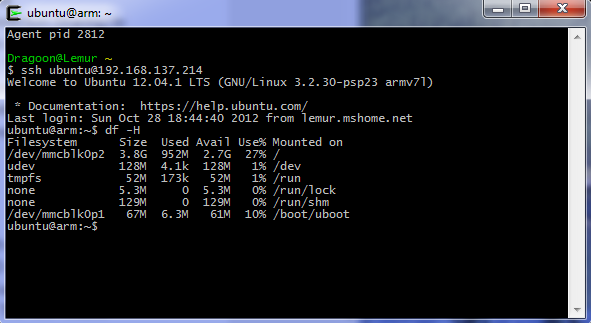 ubuntu@arm: ~
Agent pid 2812
Dragoon@Lemur ~
$ ssh ubuntu@192.168.137.214
Welcome to Ubuntu 12.04.1 LTS (GNU/Linux 3.2.30-psp23 armv7l)
* Documentation:  https://help.ubuntu.com/
Last login: Sun Oct 28 18:44:40 2012 from lemur.mshome.net
ubuntu@arm:~$ df -H
Filesystem      Size  Used Avail Use% Mounted on
/dev/mmcblk0p2  3.8G  952M  2.7G  27% /
udev            128M  4.1k  128M   1% /dev
tmpfs            52M  173k   52M   1% /run
none            5.3M     0  5.3M   0% /run/lock
none            129M     0  129M   0% /run/shm
/dev/mmcblk0p1   67M  6.3M   61M  10% /boot/uboot
ubuntu@arm:~$